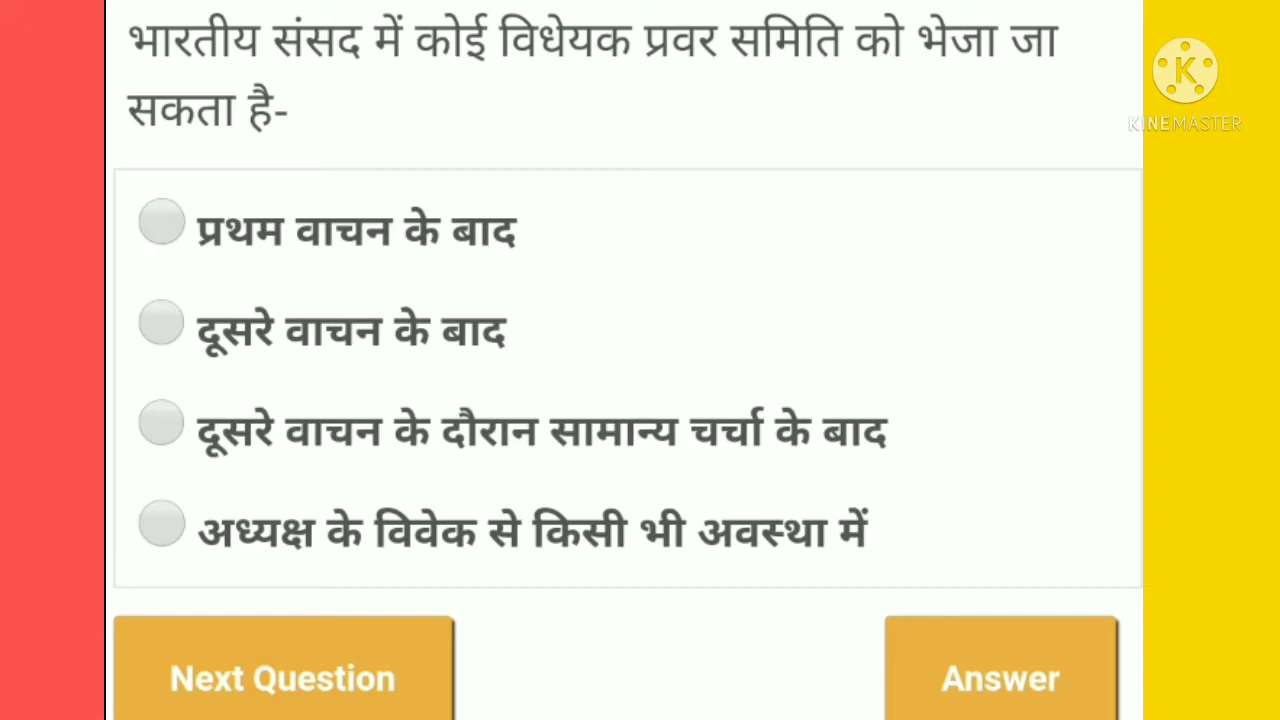 भारतीय संसद में कोई विधेयक प्रवर समिति को भेजा जा
सकता है-
प्रथम वाचन के बाद
दूसरे वाचन के बाद
दूसरे वाचन के दौरान सामान्य चर्चा के बाद
अध्यक्ष के विवेक से किसी भी अवस्था में
Next Question
Answer
K
KINEMASTER